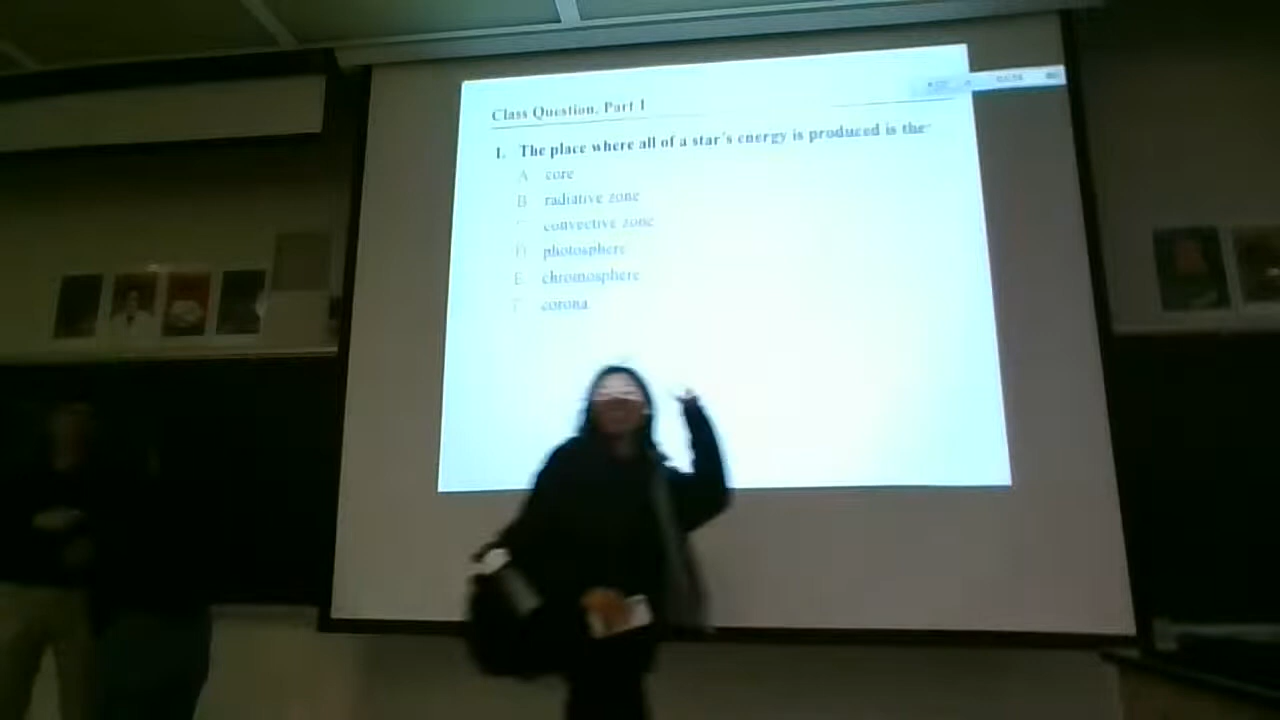 Class Question, Part I
1. The place where all of a star's energy is produced is the
A core
B radiative zone
convective zone
D photosphere
E chromosphere
corona